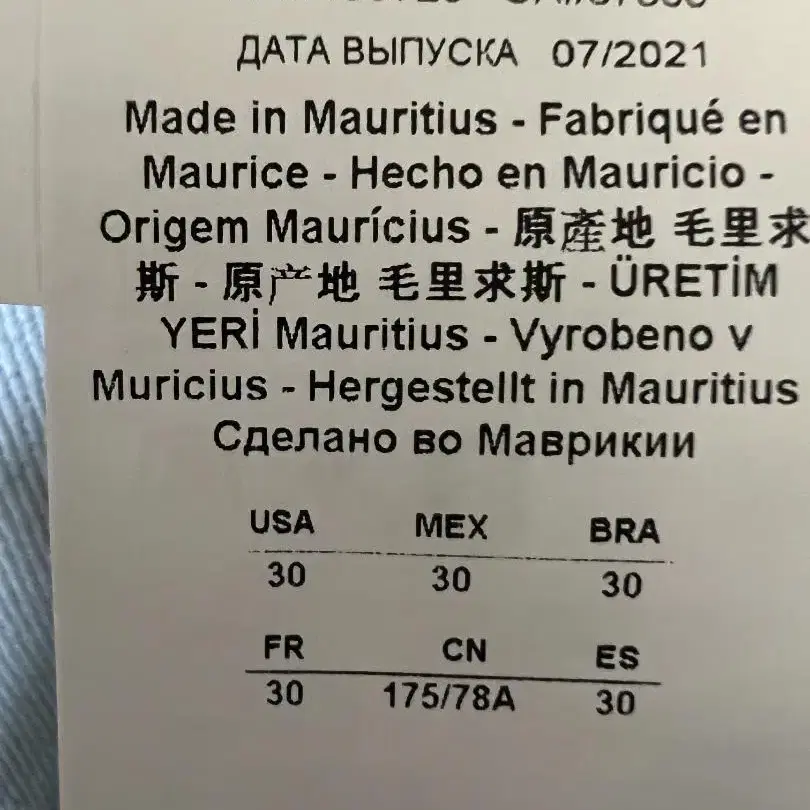 ДАТА ВЫПУСКА 07/2021
Made in Mauritius - Fabriqué en
Maurice - Hecho en Mauricio -
Origem Maurícius - 原產地 毛里求
斯 - 原产地 毛里求斯 - ÜRETİM
YERİ Mauritius - Vyrobeno v
Muricius - Hergestellt in Mauritius
Сделано во Маврикии
USA MEX BRA
30 30 30
FR CN ES
30 175/78A 30